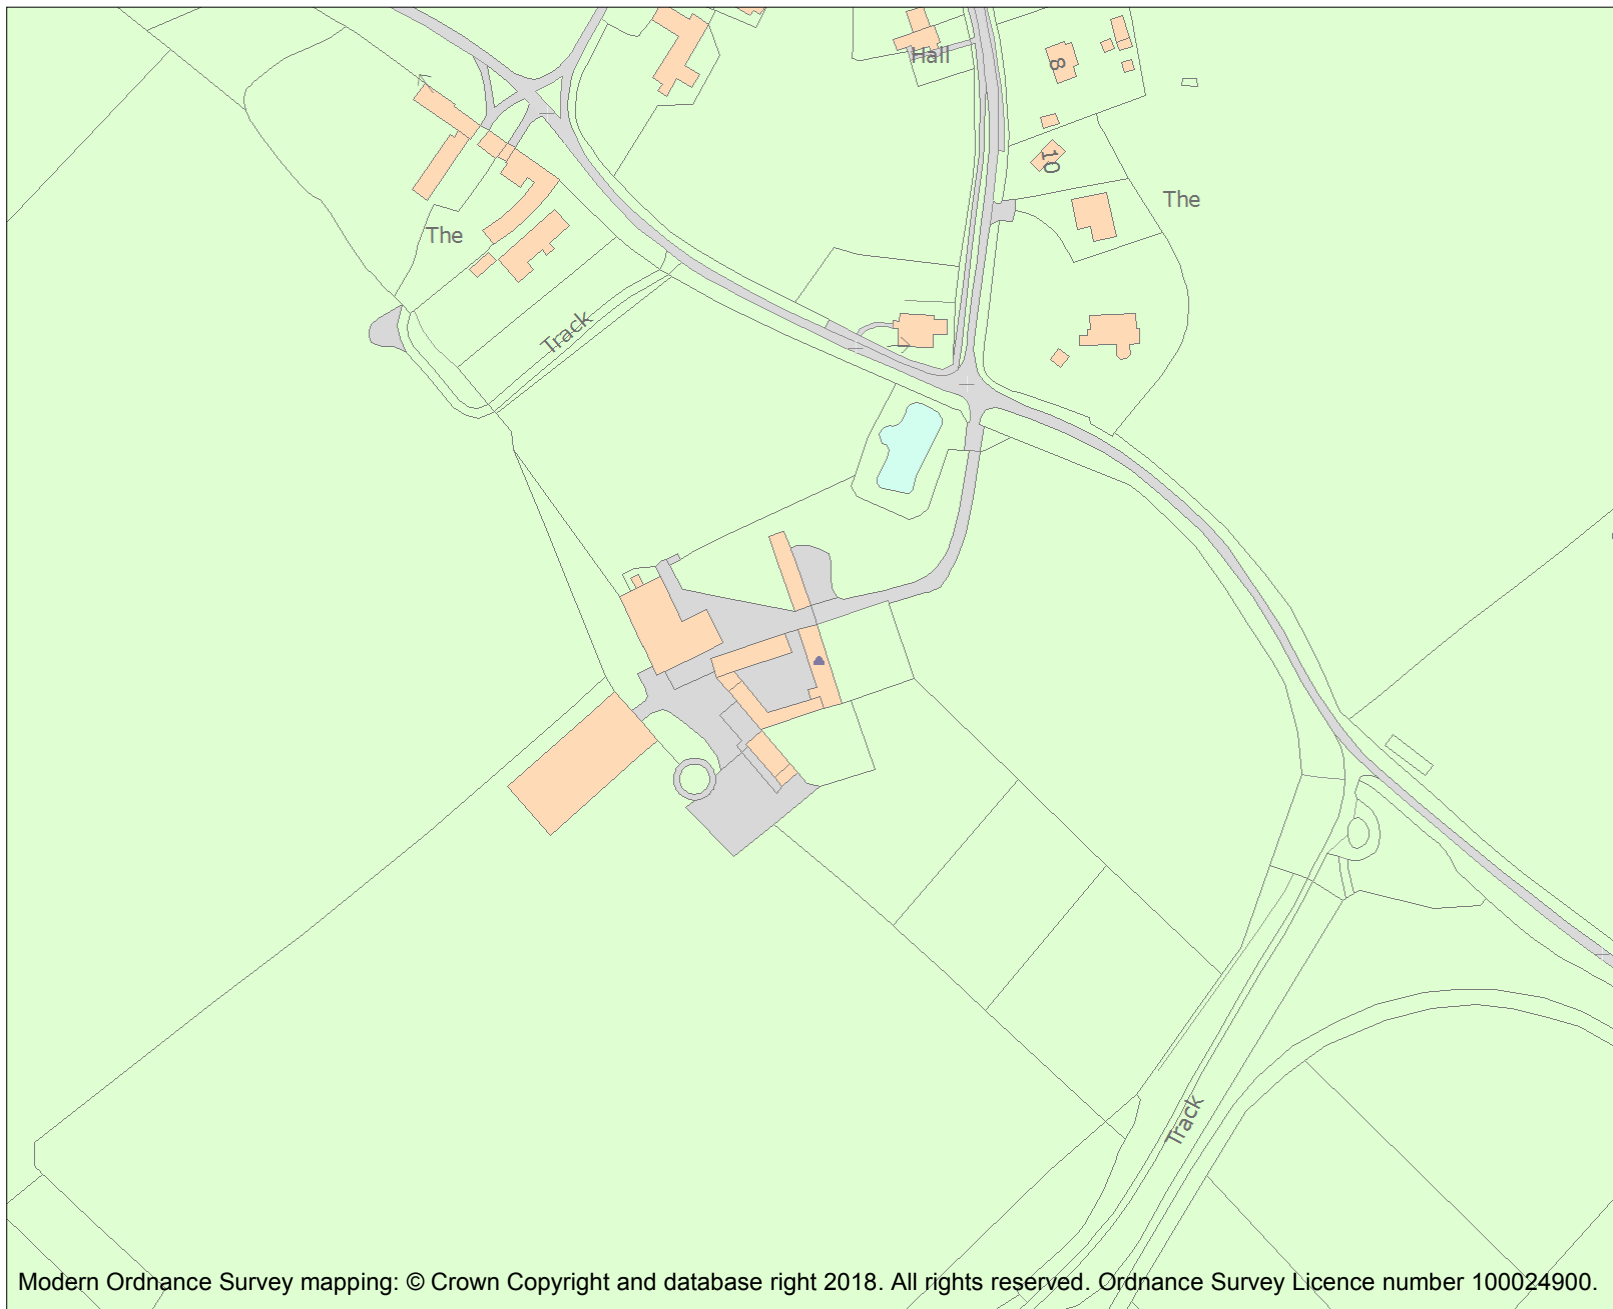 Hall
8
10
The
The
Track
Track
Modern Ordnance Survey mapping: © Crown Copyright and database right 2018. All rights reserved. Ordnance Survey Licence number 100024900.